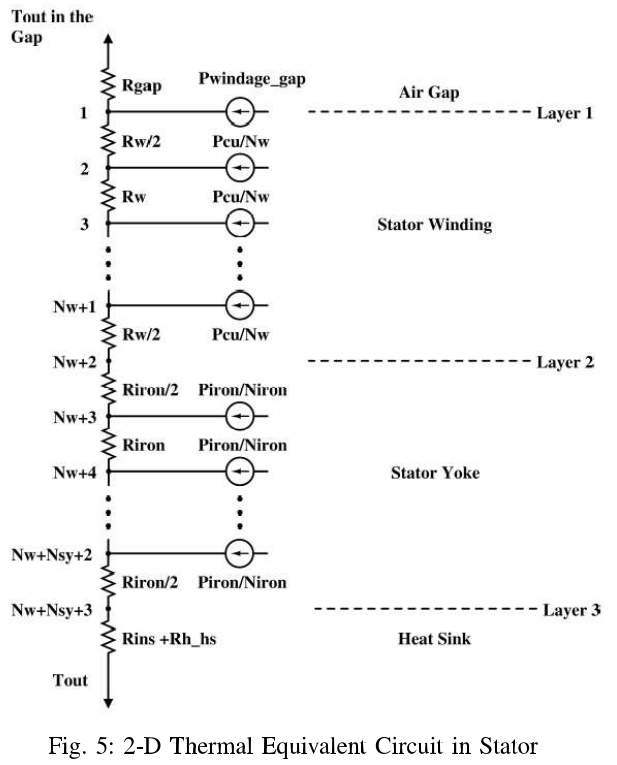 Tout in the
Gap
Rgap
Pwindage_gap
Air Gap
1
Layer 1
Rw/2
Pcu/Nw
2
Rw
Pcu/Nw
3
Stator Winding
Nw+1
Rw/2
Pcu/Nw
Nw+2
Layer 2
Riron/2
Piron/Niron
Nw+3
Riron
Piron/Niron
Nw+4
Stator Yoke
Nw+Nsy+2
Riron/2
Piron/Niron
Nw+Nsy+3
Layer 3
Rins +Rh_hs
Heat Sink
Tout
Fig. 5: 2-D Thermal Equivalent Circuit in Stator